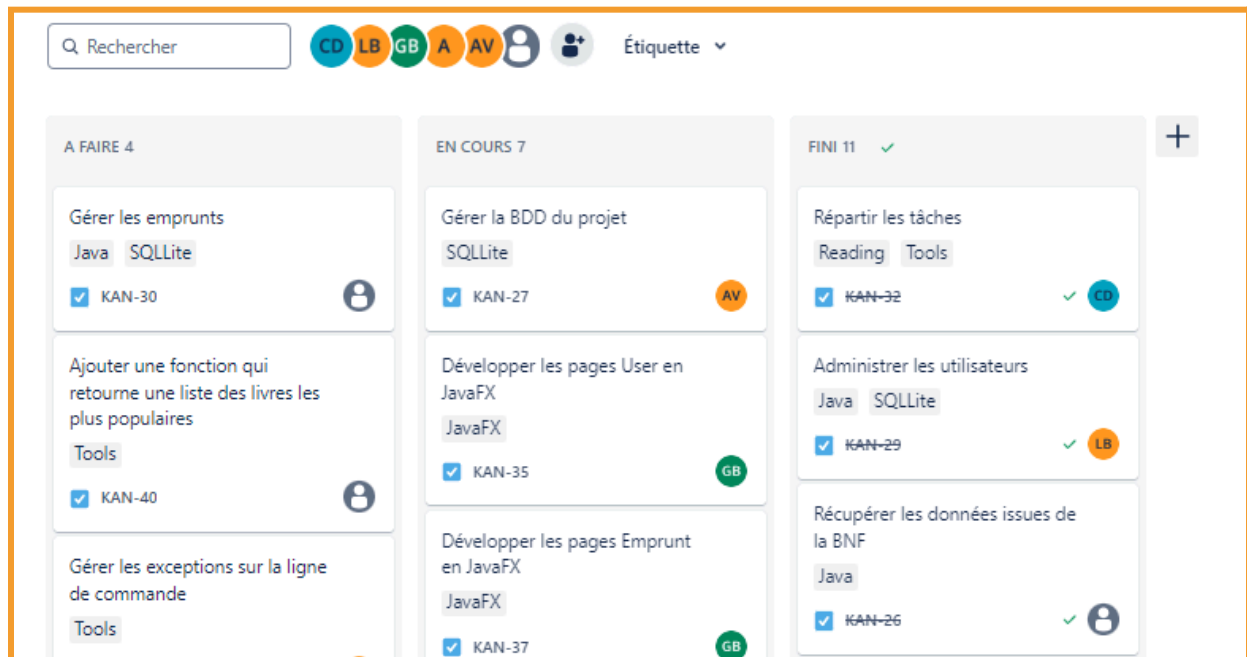 Rechercher
CD LB GB A AV
Étiquette
A FAIRE 4
Gérer les emprunts
Java SQLLite
KAN-30
Ajouter une fonction qui
retourne une liste des livres les
plus populaires
Tools
KAN-40
Gérer les exceptions sur la ligne
de commande
Tools
EN COURS 7
Gérer la BDD du projet
SQLLite
KAN-27
AV
Développer les pages User en
JavaFX
JavaFX
KAN-35
GB
Développer les pages Emprunt
en JavaFX
JavaFX
KAN-37
GB
FINI 11
Répartir les tâches
Reading Tools
KAN-32
CD
Administrer les utilisateurs
Java SQLLite
KAN-29
LB
Récupérer les données issues de
la BNF
Java
KAN-26